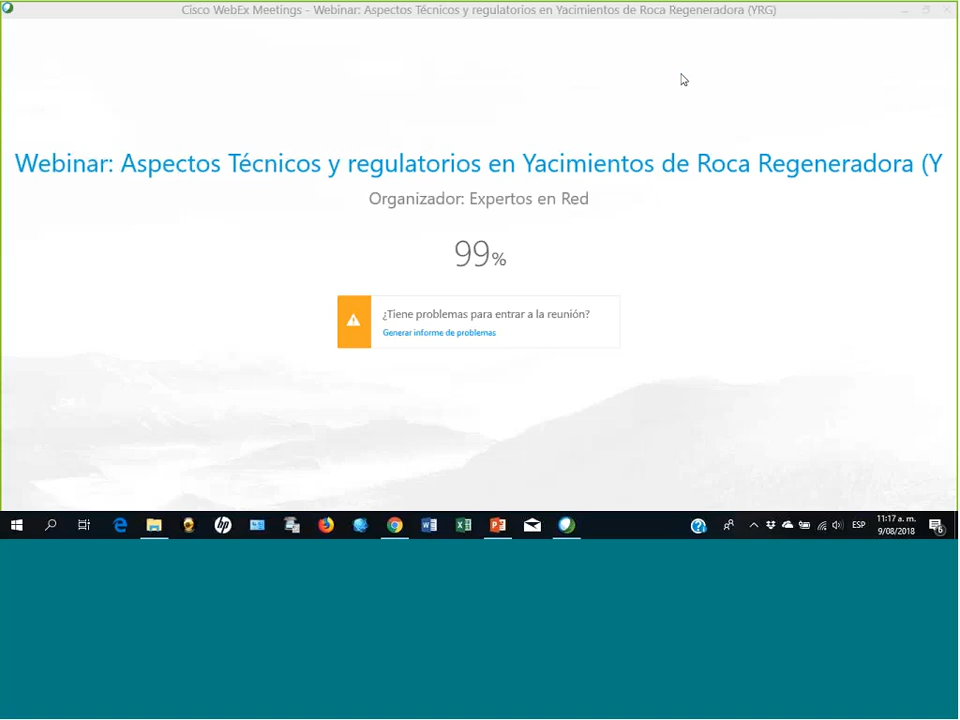 Cisco WebEx Meetings - Webinar: Aspectos Técnicos y regulatorios en Yacimientos de Roca Regeneradora (YRG)
Webinar: Aspectos Técnicos y regulatorios en Yacimientos de Roca Regeneradora (Y
Organizador: Expertos en Red
99%
¿Tiene problemas para entrar a la reunión?
Generar informe de problemas
ESP
11:17 a. m.
9/08/2018
6